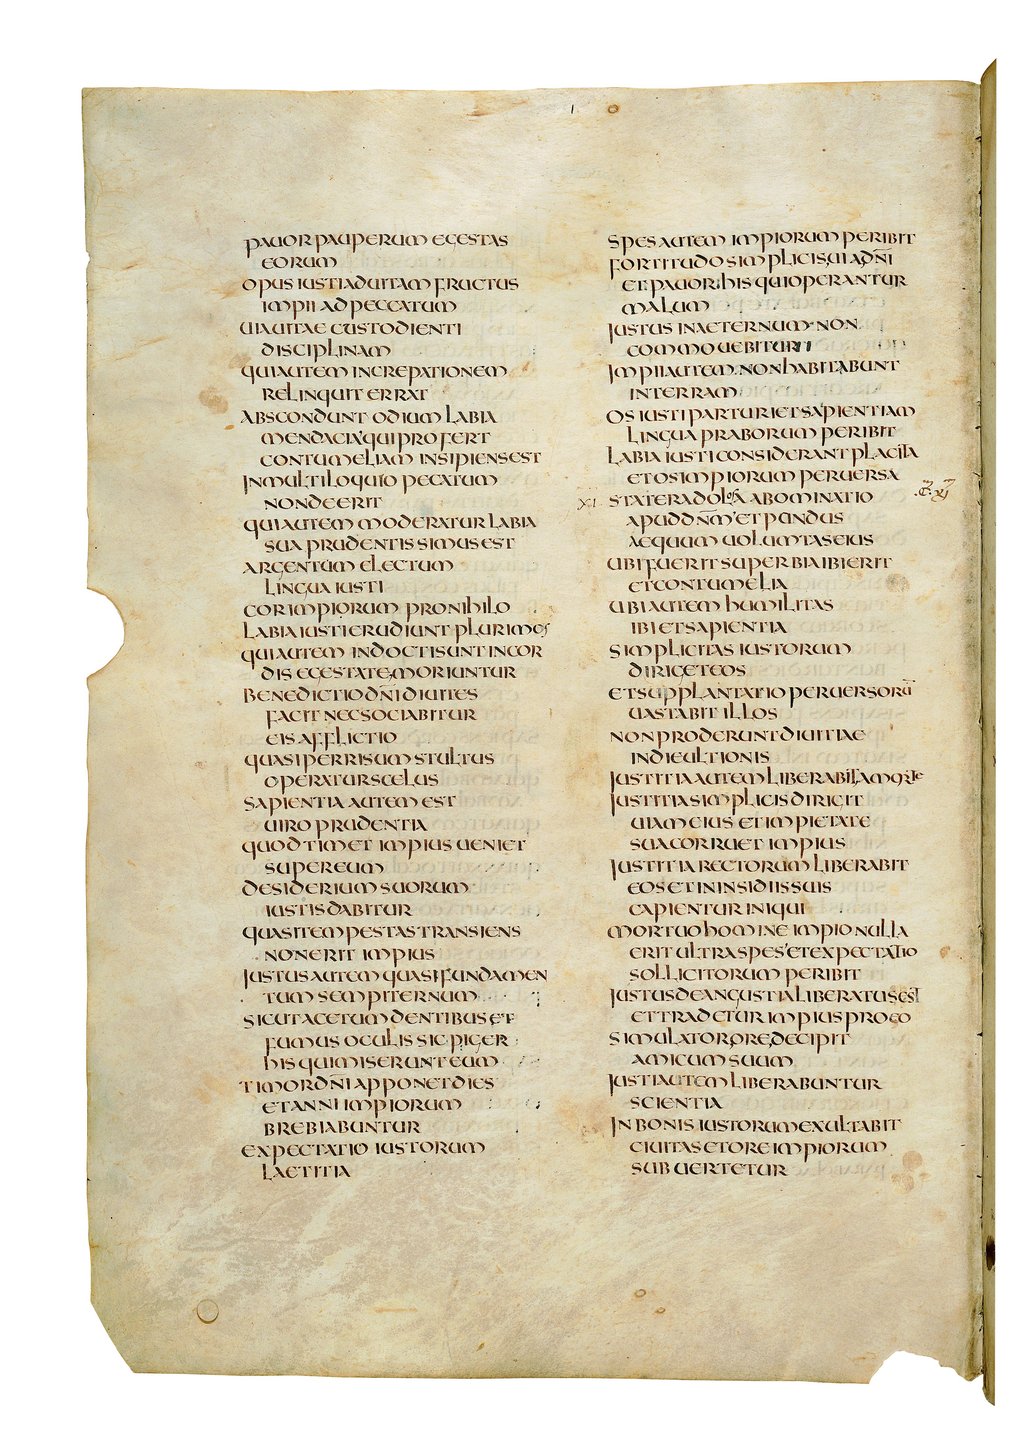 PAUOR PAUPERUM EGESTAS
EORUM
OPUS IUSTI AD UITAM FRUCTUS
IMPII AD PECCATUM
UIA UITAE CUSTODIENTI
DISCIPLINAM
QUI AUTEM INCREPATIONEM
RELINQUIT ERRAT
ABSCONDUNT ODIUM LABIA
MENDACIA QUI PROFERT
CONTUMELIAM INSIPIENS EST
IN MULTILOQUIO PECATUM
NON DEERIT
QUI AUTEM MODERATUR LABIA
SUA PRUDENTISSIMUS EST
ARGENTUM ELECTUM
LINGUA IUSTI
COR IMPIORUM PRO NIHILO
LABIA IUSTI ERUDIUNT PLURIMOS
QUI AUTEM INDOCTI SUNT IN COR
DIS EGESTATE MORIUNTUR
BENEDICTIO DN̄I DIUITES
FACIT NEC SOCIABITUR
EIS AFFLICTIO
QUASI PER RISUM STULTUS
OPERATUR SCELUS
SAPIENTIA AUTEM EST
UIRO PRUDENTIA
QUOD TIMET IMPIUS UENIET
SUPER EUM
DESIDERIUM SUORUM
IUSTIS DABITUR
QUASI TEMPESTAS TRANSIENS
NON ERIT IMPIUS
IUSTUS AUTEM QUASI FUNDAMEN
TUM SEMPITERNUM
SICUT ACETUM DENTIBUS ET
FUMUS OCULIS SIC PIGER
HIS QUI MISERUNT EUM
TIMOR DN̄I APPONET DIES
ET ANNI IMPIORUM
BREBIABUNTUR
EXPECTATIO IUSTORUM
LAETITIA
SPES AUTEM IMPIORUM PERIBIT
FORTITUDO SIMPLICIS UIA DN̄I
ET PAUOR HIS QUI OPERANTUR
MALUM
IUSTUS IN AETERNUM NON
COMMOUEBITUR
IMPII AUTEM NON HABITABUNT
IN TERRAM
OS IUSTI PARTURIET SAPIENTIAM
LINGUA PRABORUM PERIBIT
LABIA IUSTI CONSIDERANT PLACITA
ET OS IMPIORUM PERUERSA
XI STATERA DOLOSA ABOMINATIO
APUD DN̄M ET PONDUS
AEQUUM UOLUMTAS EIUS
UBI FUERIT SUPERBIA IBI ERIT
ET CONTUMELIA
UBI AUTEM HUMILITAS
IBI ET SAPIENTIA
SIMPLICITAS IUSTORUM
DIRIGET EOS
ET SUPPLANTATIO PERUERSORŪ
UASTABIT ILLOS
NON PRODERUNT DIUITIAE
IN DIE ULTIONIS
IUSTITIA AUTEM LIBERABIT A MORTE
IUSTITIA SIMPLICIS DIRIGIT
UIAM EIUS ET IMPIETATE
SUA CORRUET IMPIUS
IUSTITIA RECTORUM LIBERABIT
EOS ET IN INSIDIIS SUIS
CAPIENTUR INIQUI
MORTUO HOMINE IMPIO NULLA
ERIT ULTRA SPES ET EXPECTATIO
SOLLICITORUM PERIBIT
IUSTUS DE ANGUSTIA LIBERATUS EST
ET TRADETUR IMPIUS PRO EO
SIMULATOR ORE DECIPIT
AMICUM SUUM
IUSTI AUTEM LIBERABUNTUR
SCIENTIA
IN BONIS IUSTORUM EXULTABIT
CIUITAS ET ORE IMPIORUM
SUBUERTETUR